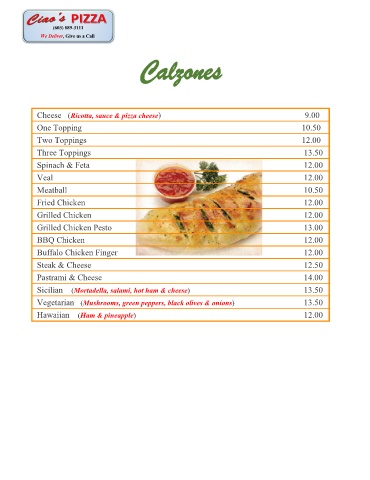 Ciao's PIZZA
(603) 889-3111
We Deliver, Give us a Call
Calzones
Cheese (Ricotta, sauce & pizza cheese) 9.00
One Topping 10.50
Two Toppings 12.00
Three Toppings 13.50
Spinach & Feta 12.00
Veal 12.00
Meatball 10.50
Fried Chicken 12.00
Grilled Chicken 12.00
Grilled Chicken Pesto 13.00
BBQ Chicken 12.00
Buffalo Chicken Finger 12.00
Steak & Cheese 12.50
Pastrami & Cheese 14.00
Sicilian (Mortadella, salami, hot ham & cheese) 13.50
Vegetarian (Mushrooms, green peppers, black olives & onions) 13.50
Hawaiian (Ham & pineapple) 12.00